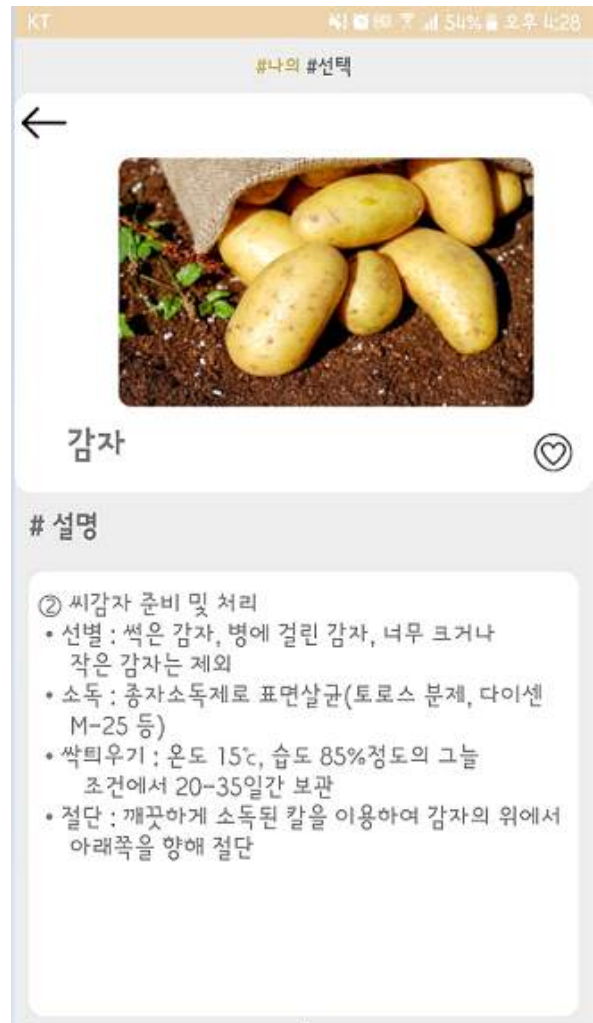 KT 54% 오후 4:28
#나의 #선택
감자
# 설명
② 씨감자 준비 및 처리
• 선별 : 썩은 감자, 병에 걸린 감자, 너무 크거나
작은 감자는 제외
• 소독 : 종자소독제로 표면살균(토로스 분제, 다이센
M-25 등)
• 싹틔우기 : 온도 15℃, 습도 85%정도의 그늘
조건에서 20-35일간 보관
• 절단 : 깨끗하게 소독된 칼을 이용하여 감자의 위에서
아래쪽을 향해 절단